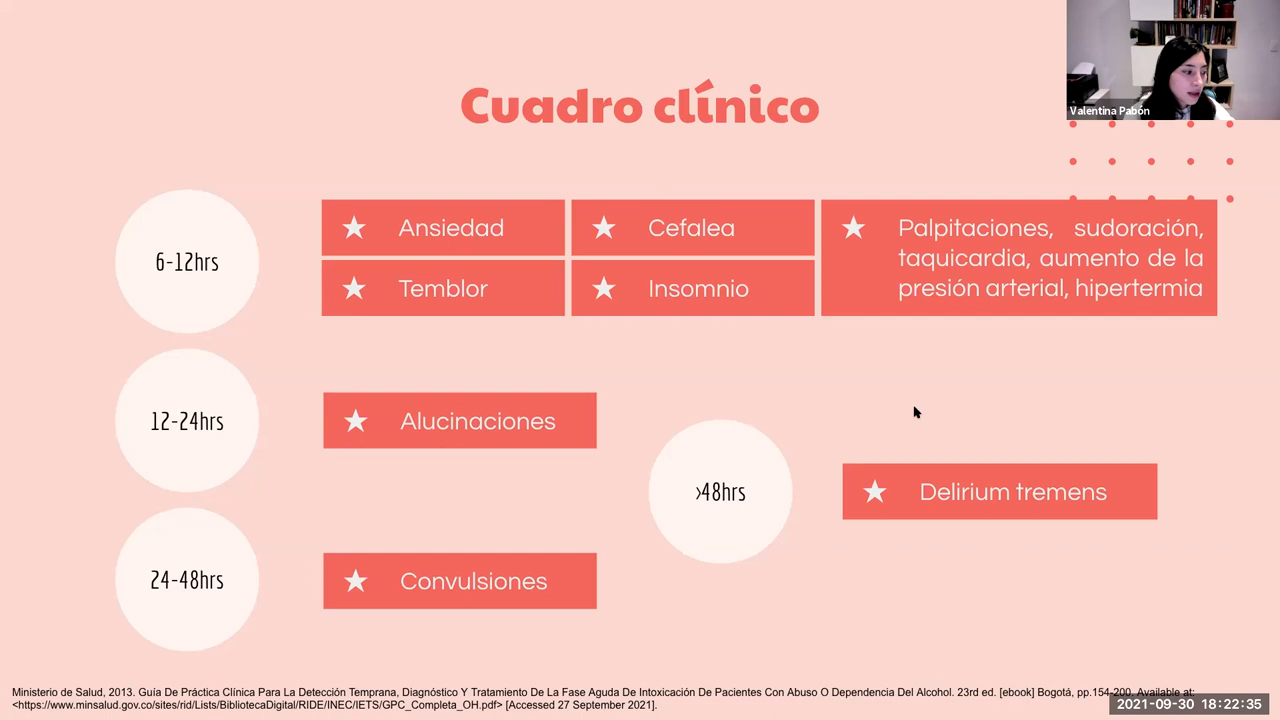 Cuadro clínico
Valentina Pabón
6-12hrs
Ansiedad
Cefalea
Palpitaciones, sudoración,
taquicardia, aumento de la
presión arterial, hipertermia
Temblor
Insomnio
12-24hrs
Alucinaciones
>48hrs
Delirium tremens
24-48hrs
Convulsiones
Ministerio de Salud, 2013. Guía De Práctica Clínica Para La Detección Temprana, Diagnóstico Y Tratamiento De La Fase Aguda De Intoxicación De Pacientes Con Abuso O Dependencia Del Alcohol. 23rd ed. [ebook] Bogotá, pp.154-200. Available at:
<https://www.minsalud.gov.co/sites/rid/Lists/BibliotecaDigital/RIDE/INEC/IETS/GPC_Completa_OH.pdf> [Accessed 27 September 2021].
2021-09-30 18:22:35